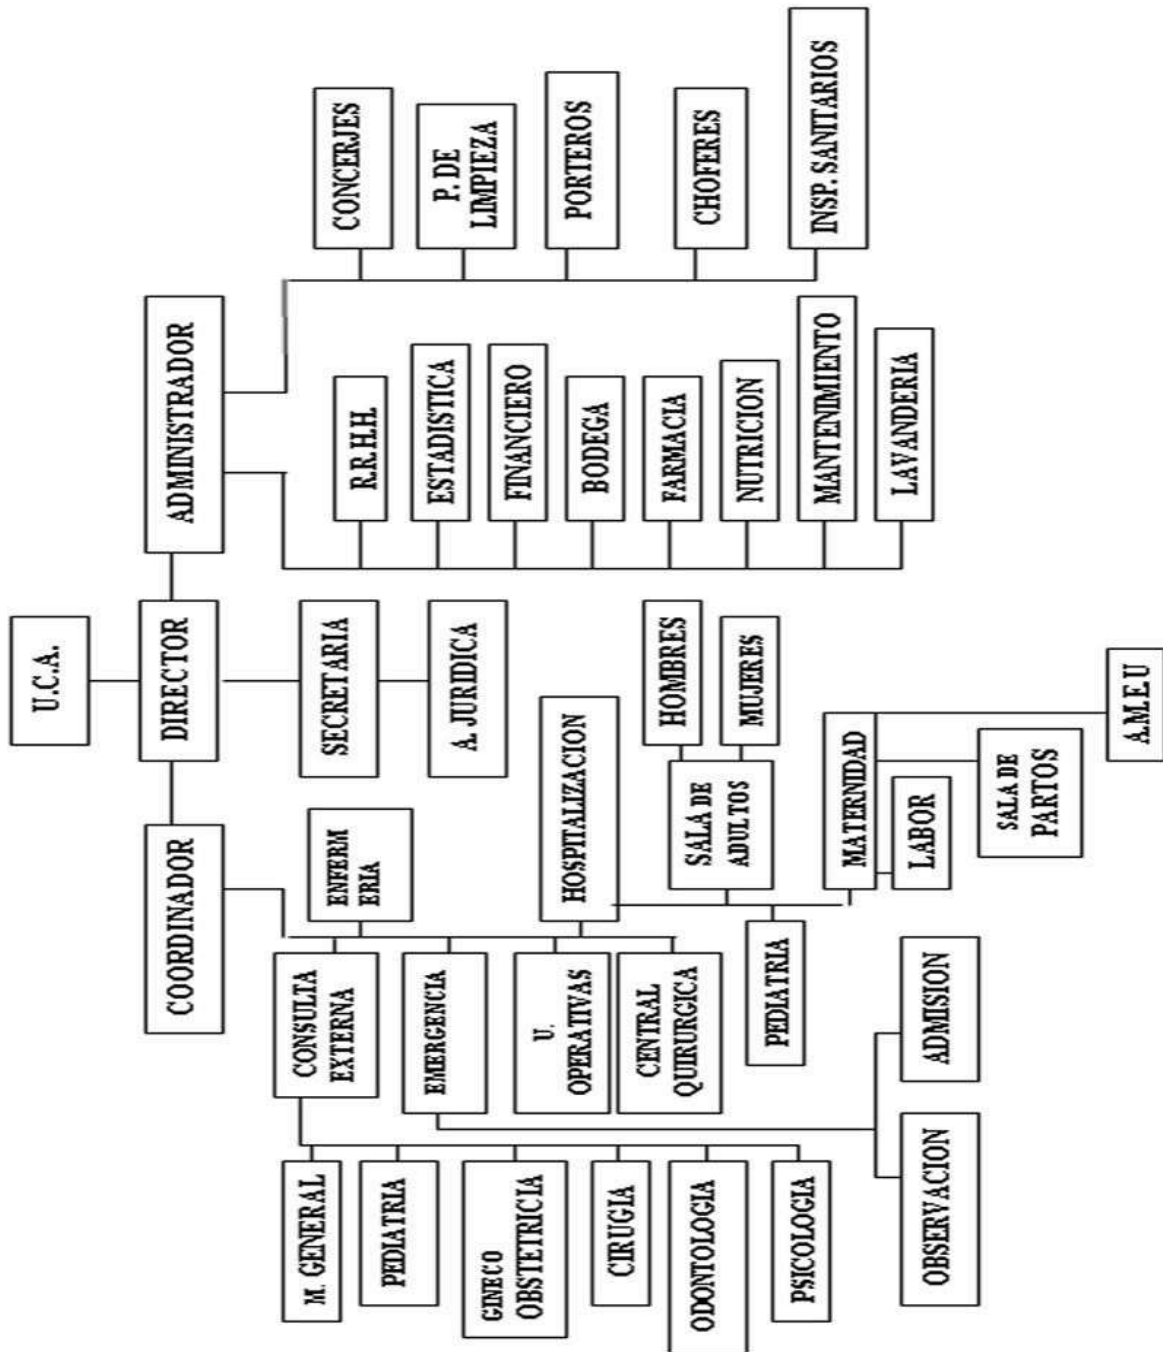 U.C.A.
COORDINADOR
DIRECTOR
ADMINISTRADOR
SECRETARIA
A. JURIDICA
ENFERM
ERIA
CONSULTA
EXTERNA
EMERGENCIA
U.
OPERATIVAS
HOSPITALIZACION
CENTRAL
QUIRURGICA
M. GENERAL
PEDIATRIA
GINECO
OBSTETRICIA
CIRUGIA
ODONTOLOGIA
PSICOLOGIA
OBSERVACION
ADMISION
SALA DE
ADULTOS
HOMBRES
MUJERES
PEDIATRIA
MATERNIDAD
LABOR
SALA DE
PARTOS
A.M.E.U
R.R.H.H.
ESTADISTICA
FINANCIERO
BODEGA
FARMACIA
NUTRICION
MANTENIMIENTO
LAVANDERIA
CONCERJES
P. DE
LIMPIEZA
PORTEROS
CHOFERES
INSP. SANITARIOS